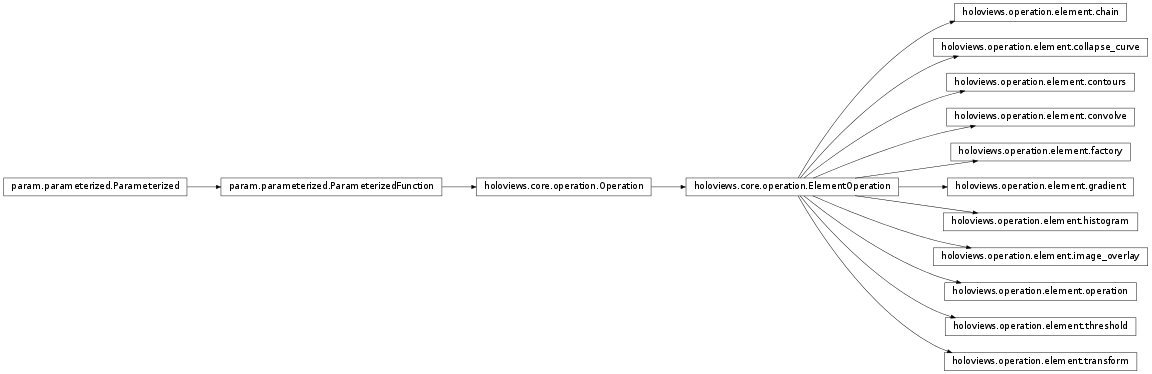 holoviews.operation.element.chain
holoviews.operation.element.collapse_curve
holoviews.operation.element.contours
holoviews.operation.element.convolve
holoviews.operation.element.factory
param.parameterized.Parameterized
param.parameterized.ParameterizedFunction
holoviews.core.operation.Operation
holoviews.core.operation.ElementOperation
holoviews.operation.element.gradient
holoviews.operation.element.histogram
holoviews.operation.element.image_overlay
holoviews.operation.element.operation
holoviews.operation.element.threshold
holoviews.operation.element.transform